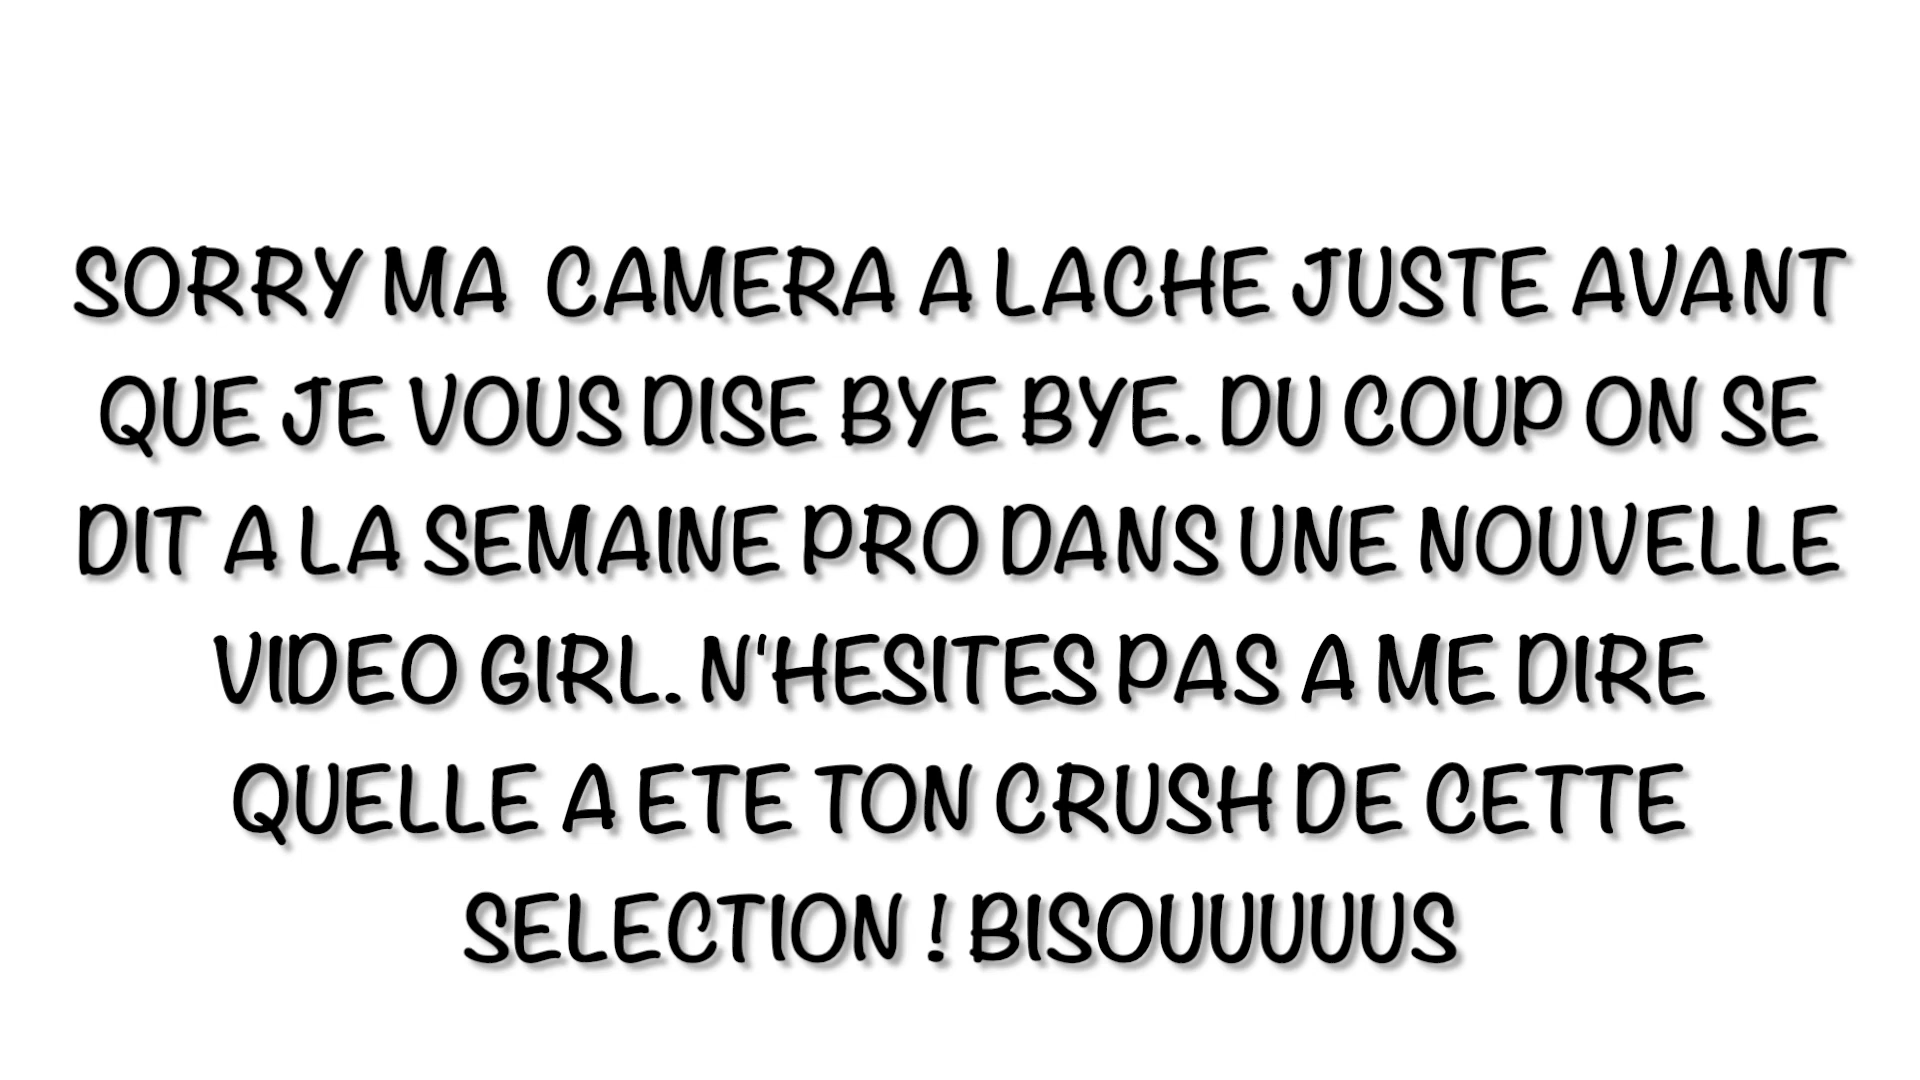 SORRY MA CAMERA A LACHE JUSTE AVANT
QUE JE VOUS DISE BYE BYE. DU COUP ON SE
DIT A LA SEMAINE PRO DANS UNE NOUVELLE
VIDEO GIRL. N'HESITES PAS A ME DIRE
QUELLE A ETE TON CRUSH DE CETTE
SELECTION ! BISOUUUUUS